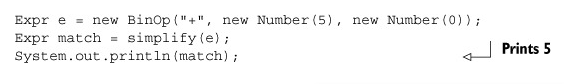 Expr e = new BinOp("+", new Number(5), new Number(0));
Expr match = simplify(e);
System.out.println(match);
Prints 5